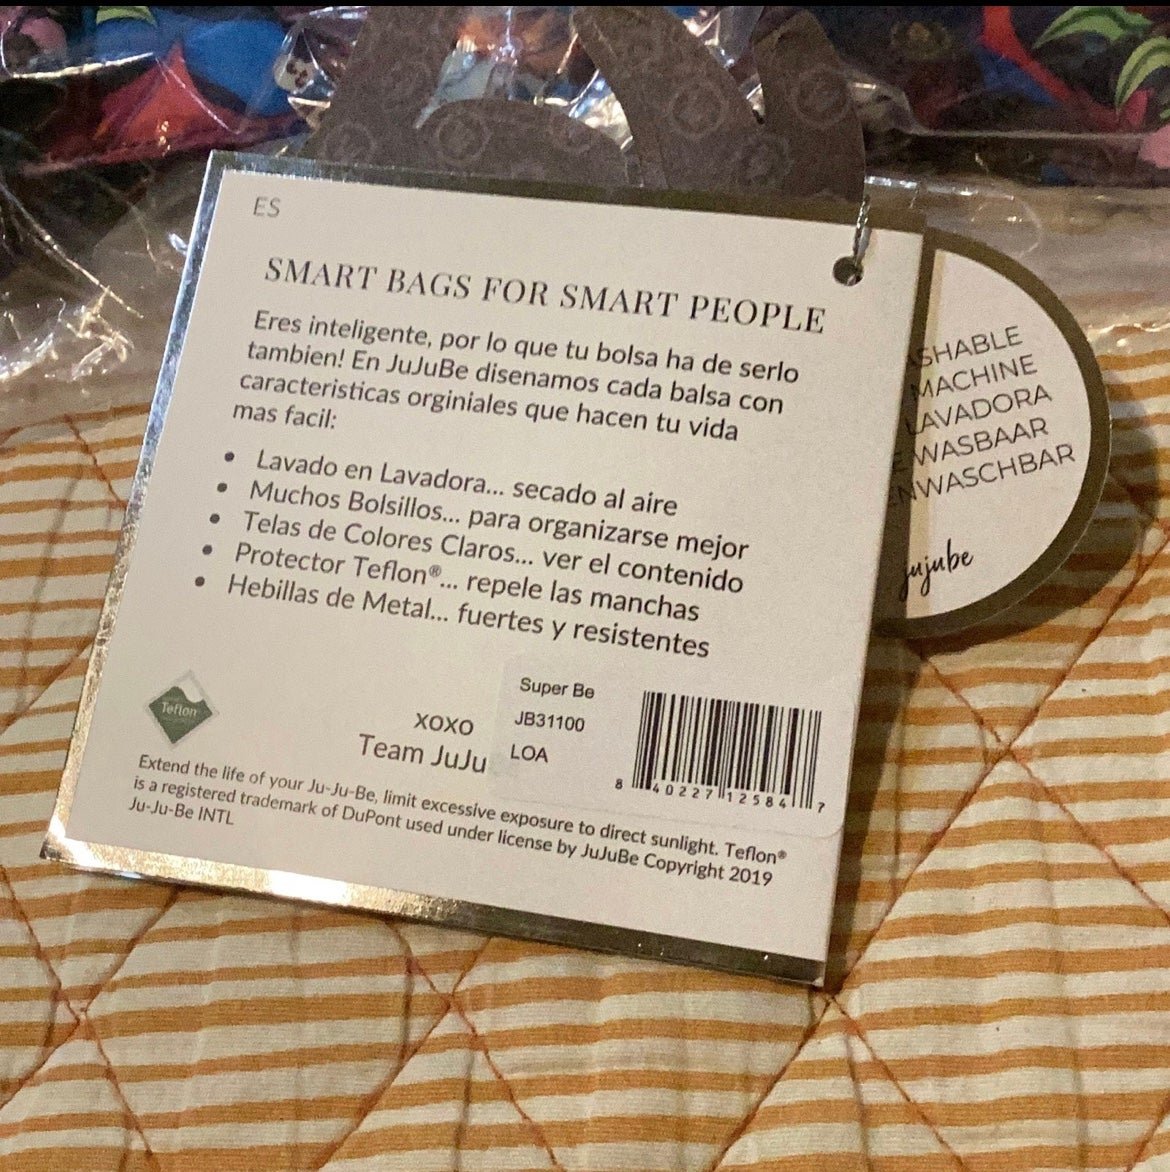 ES
SMART BAGS FOR SMART PEOPLE
Eres inteligente, por lo que tu bolsa ha de serlo
tambien! En JuJuBe disenamos cada balsa con
caracteristicas orginiales que hacen tu vida
mas facil:
• Lavado en Lavadora... secado al aire
• Muchos Bolsillos... para organizarse mejor
• Telas de Colores Claros... ver el contenido
• Protector Teflon®... repele las manchas
• Hebillas de Metal... fuertes y resistentes
Teflon
xoxo
Team JuJu
Super Be
JB31100
LOA
8 40227 12584 7
Extend the life of your Ju-Ju-Be, limit excessive exposure to direct sunlight. Teflon®
is a registered trademark of DuPont used under license by JuJuBe Copyright 2019
Ju-Ju-Be INTL
MACHINE
LAVADORA
WASBAAR
jujube